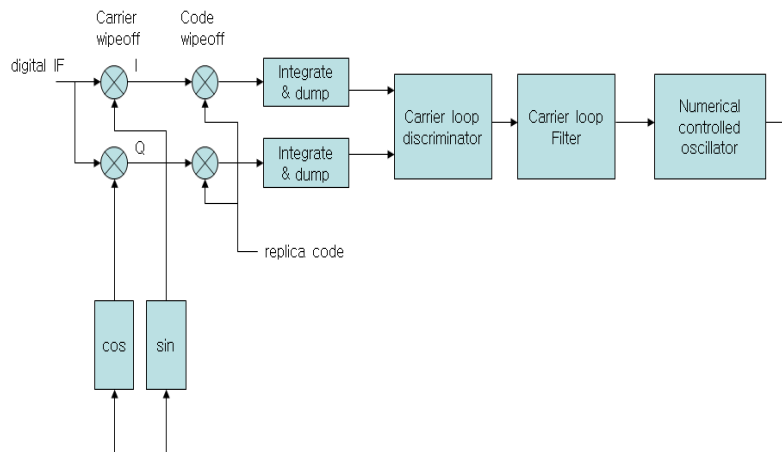 Carrier
wipeoff
Code
wipeoff
digital IF
I
Integrate
& dump
Carrier loop
discriminator
Carrier loop
Filter
Numerical
controlled
oscillator
Q
Integrate
& dump
replica code
cos
sin